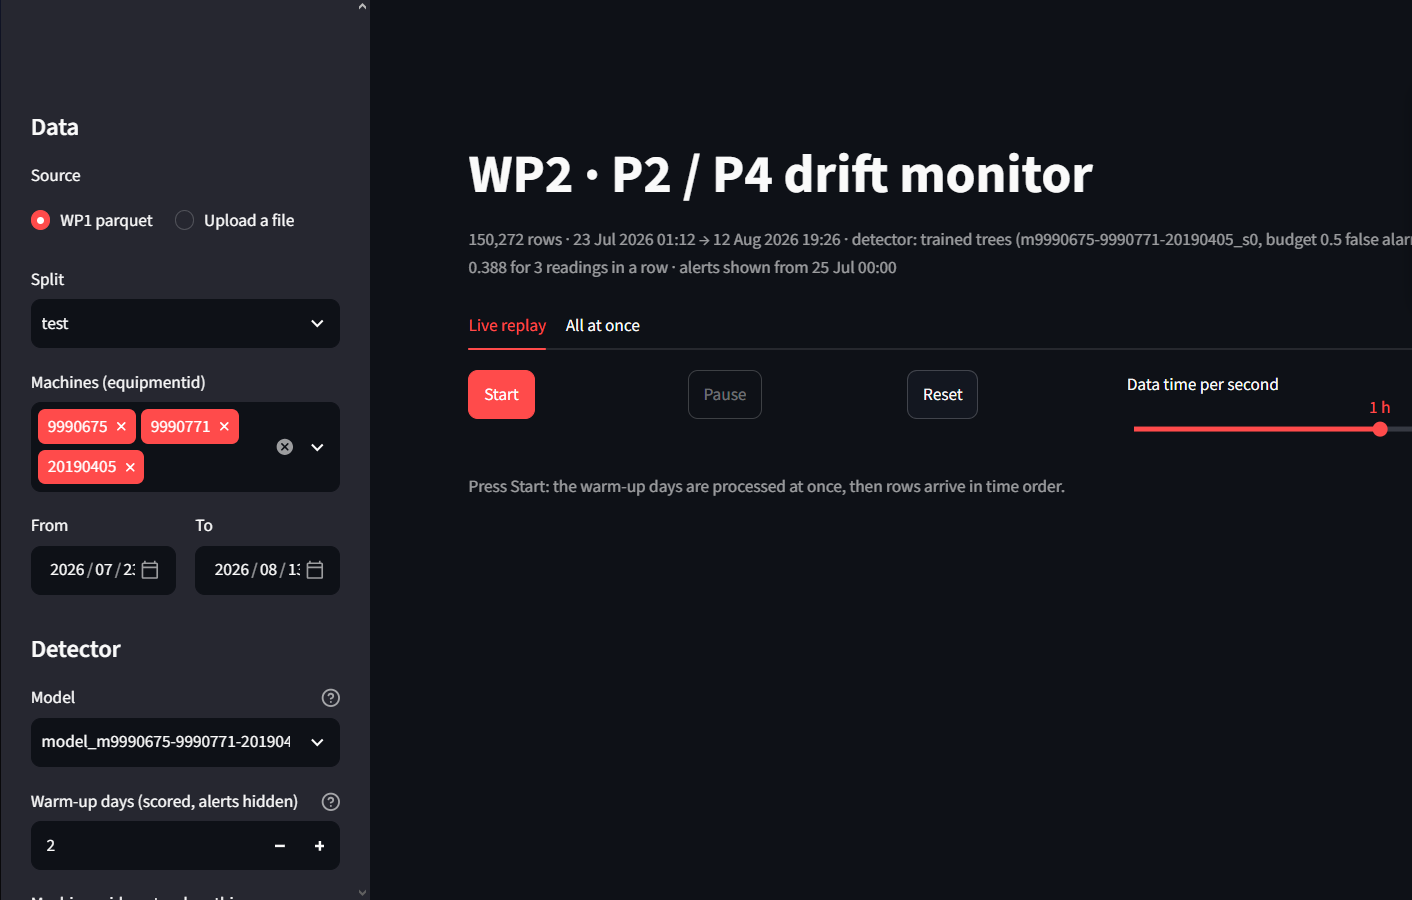 Data
Source
WP1 parquet
Upload a file
Split
test
Machines (equipmentid)
9990675 ×
9990771 ×
20190405 ×
From
To
2026/07/23
2026/08/13
Detector
Model
model_m9990675-9990771-201904
Warm-up days (scored, alerts hidden)
2
WP2 · P2 / P4 drift monitor
150,272 rows · 23 Jul 2026 01:12 → 12 Aug 2026 19:26 · detector: trained trees (m9990675-9990771-20190405_s0, budget 0.5 false alar
0.388 for 3 readings in a row · alerts shown from 25 Jul 00:00
Live replay
All at once
Start
Pause
Reset
Data time per second
1 h
Press Start: the warm-up days are processed at once, then rows arrive in time order.